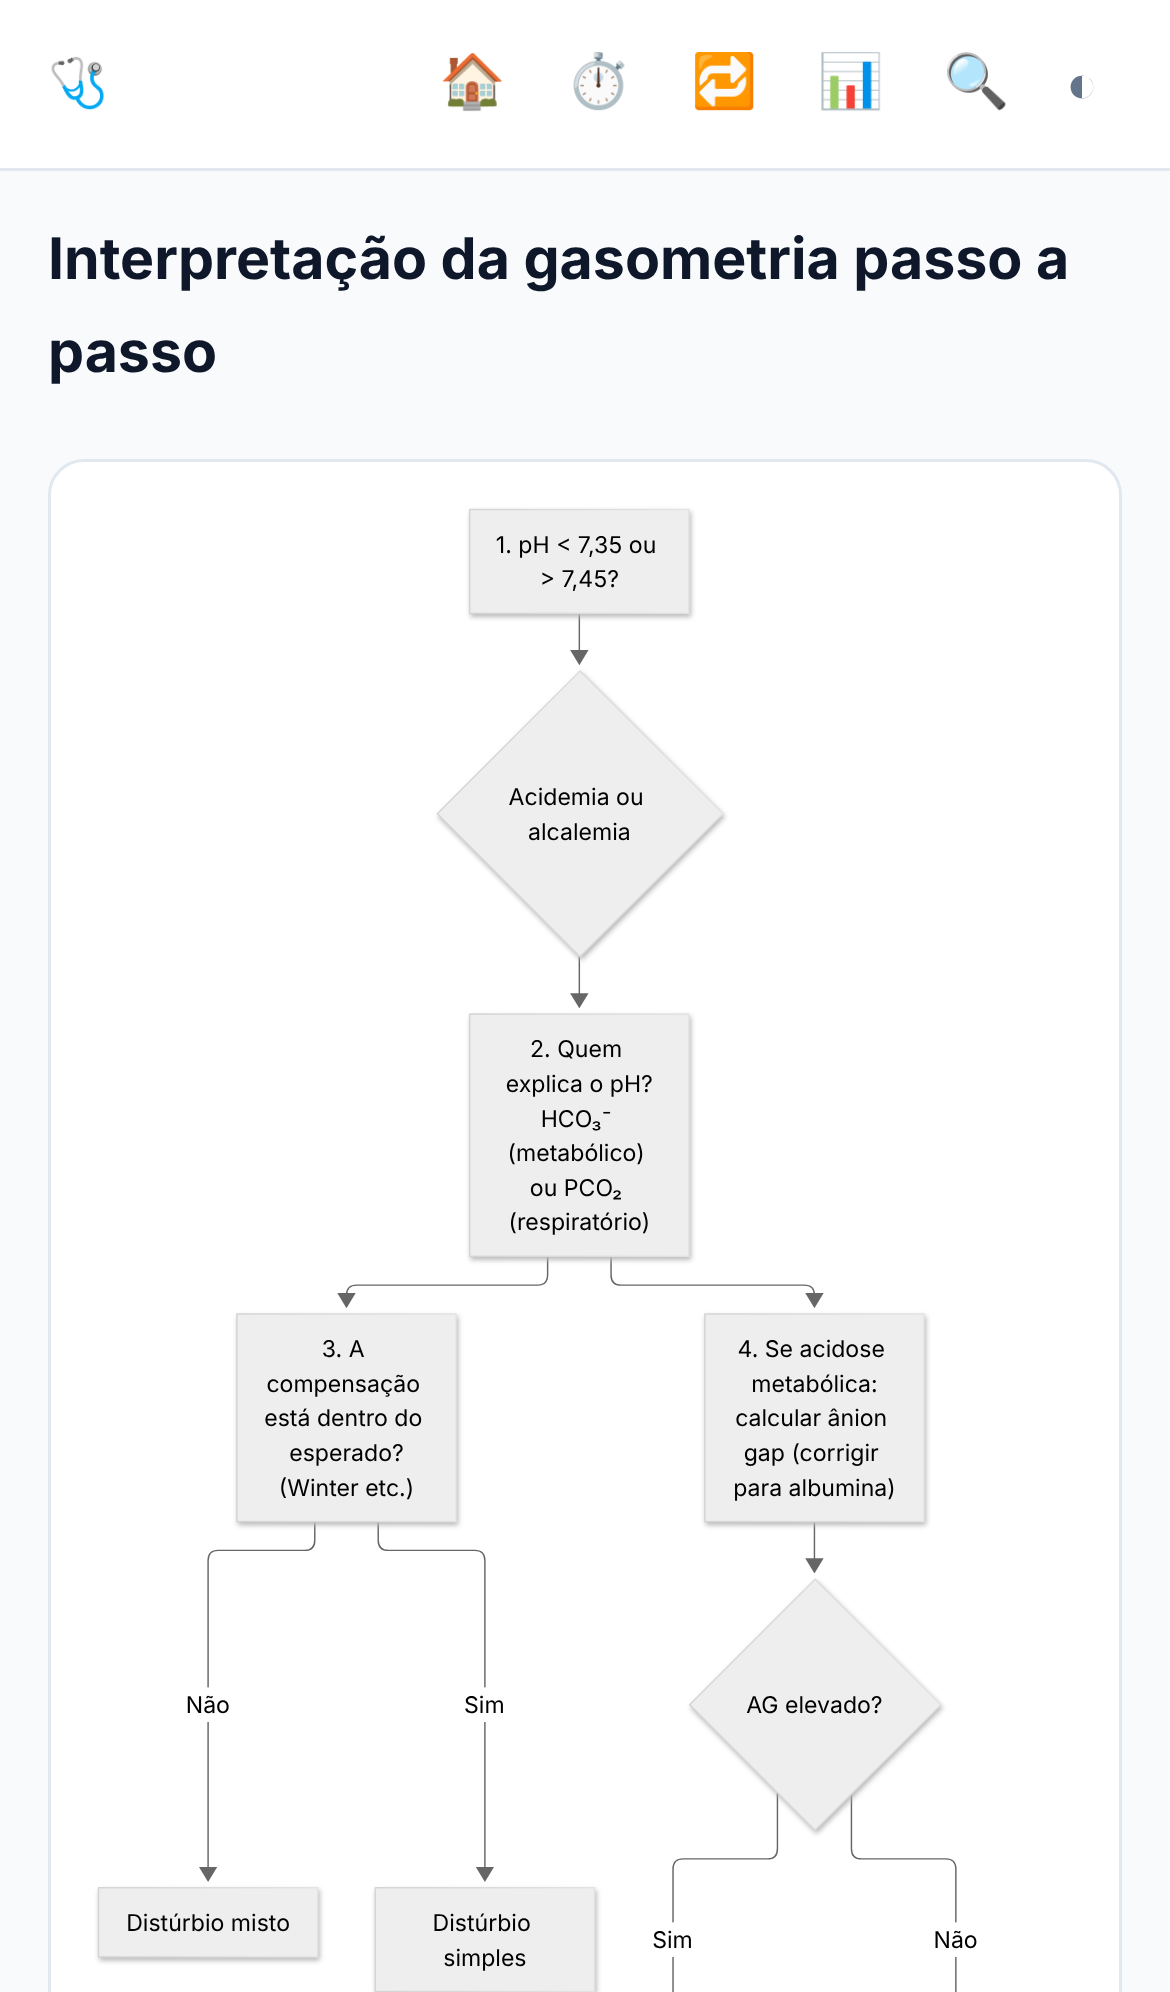 Interpretação da gasometria passo a
passo
1. pH < 7,35 ou
> 7,45?
Acidemia ou
alcalemia
2. Quem
explica o pH?
HCO₃⁻
(metabólico)
ou PCO₂
(respiratório)
3. A
compensação
está dentro do
esperado?
(Winter etc.)
4. Se acidose
metabólica:
calcular ânion
gap (corrigir
para albumina)
Não
Sim
AG elevado?
Distúrbio misto
Distúrbio
simples
Sim
Não